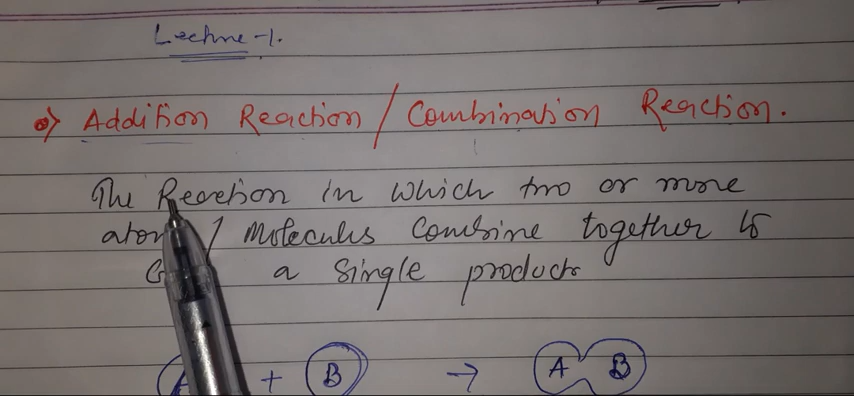 Lecture-1.
⇒ Addition Reaction / Combination Reaction.
The Reaction in which two or more
atom / Molecules Combine together to
a Single product
+ B → A B